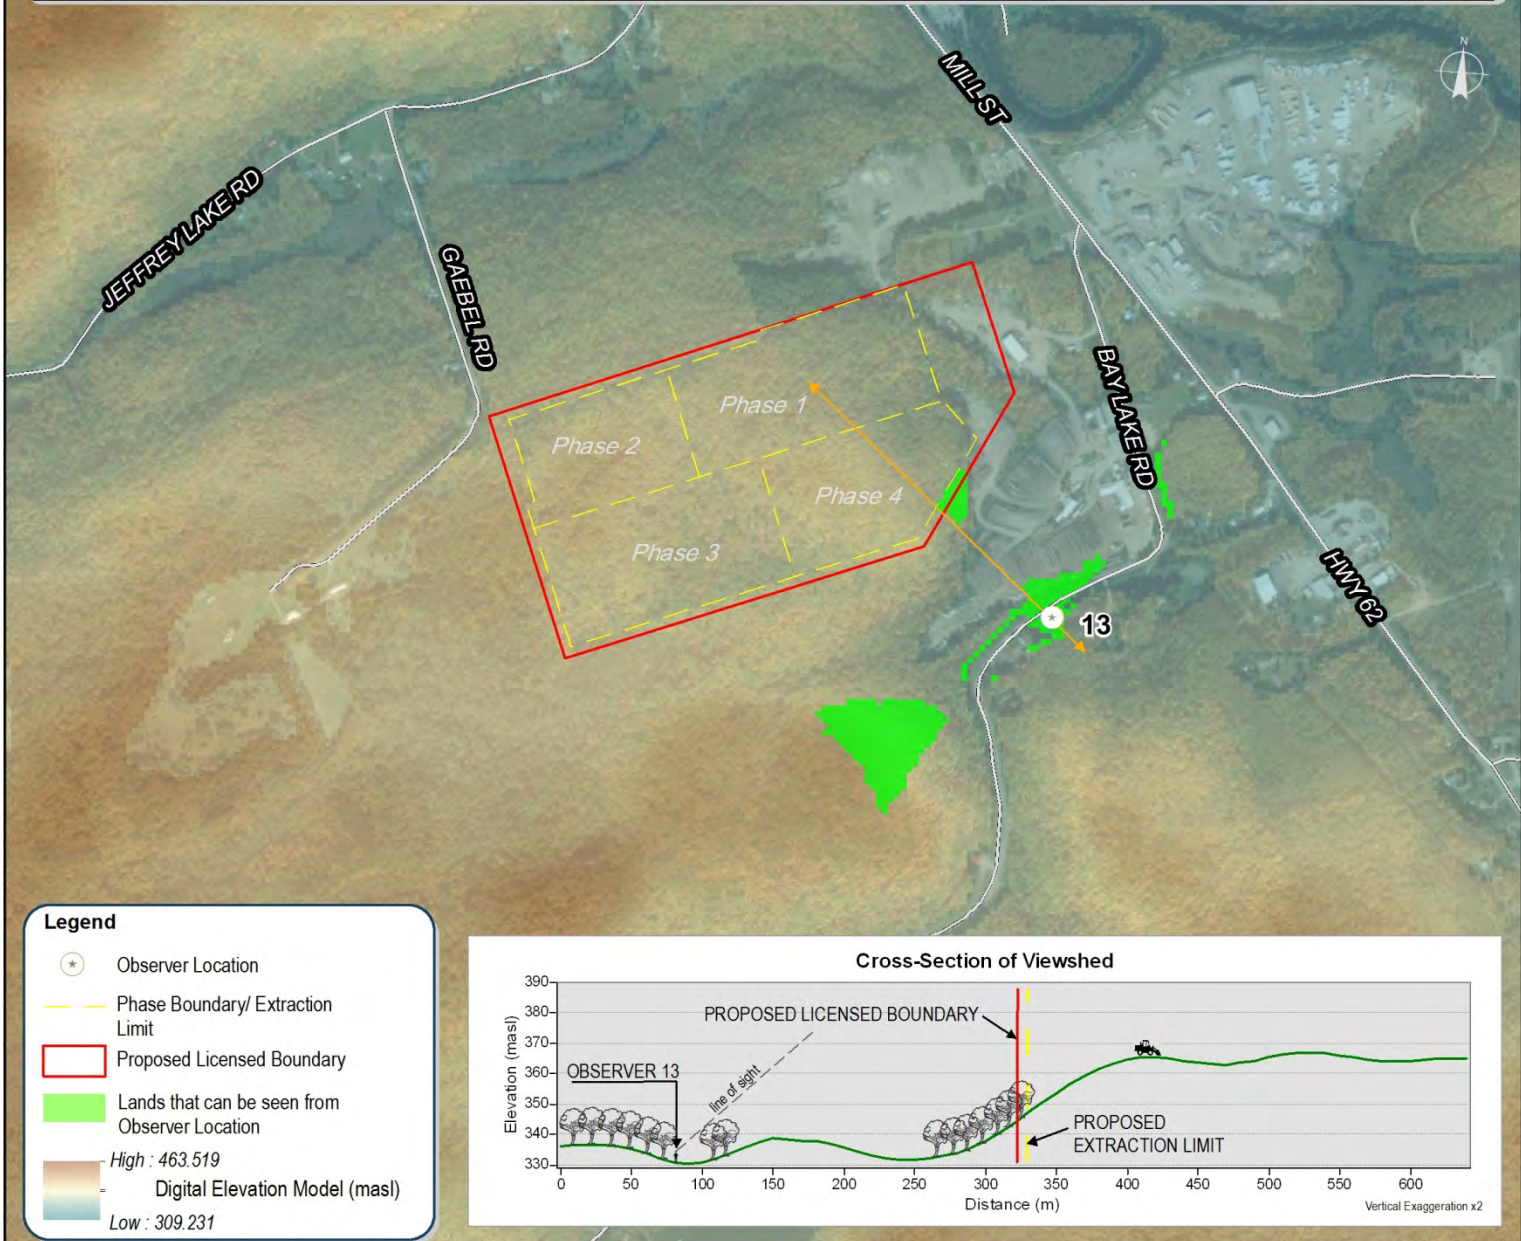 N
MILL ST
JEFFREY LAKE RD
GAEBEL RD
BAY LAKE RD
Phase 1
Phase 2
Phase 4
Phase 3
HWY 62
13
Legend
Observer Location
Phase Boundary/ Extraction
Limit
Proposed Licensed Boundary
Lands that can be seen from
Observer Location
High : 463.519
Digital Elevation Model (masl)
Low : 309.231
Cross-Section of Viewshed
Elevation (masl)
390
380
370
360
350
340
330
PROPOSED LICENSED BOUNDARY
OBSERVER 13
line of sight
PROPOSED
EXTRACTION LIMIT
0 50 100 150 200 250 300 350 400 450 500 550 600
Distance (m)
Vertical Exaggeration x2